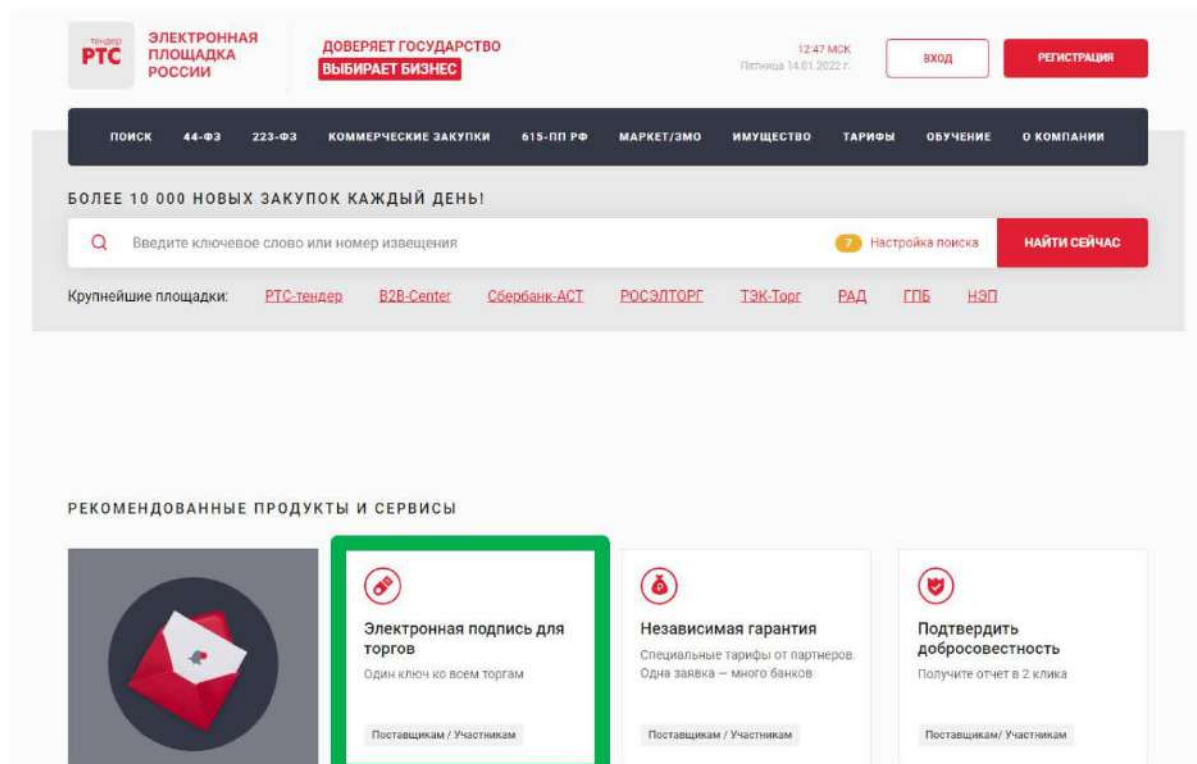 тендер
РТС
ЭЛЕКТРОННАЯ
ПЛОЩАДКА
РОССИИ
ДОВЕРЯЕТ ГОСУДАРСТВО
ВЫБИРАЕТ БИЗНЕС
12:47 МСК
Пятница 14.01.2022 г.
ВХОД
РЕГИСТРАЦИЯ
ПОИСК 44-ФЗ 223-ФЗ КОММЕРЧЕСКИЕ ЗАКУПКИ 615-ПП РФ МАРКЕТ/ЗМО ИМУЩЕСТВО ТАРИФЫ ОБУЧЕНИЕ О КОМПАНИИ
БОЛЕЕ 10 000 НОВЫХ ЗАКУПОК КАЖДЫЙ ДЕНЬ!
Введите ключевое слово или номер извещения 7 Настройка поиска НАЙТИ СЕЙЧАС
Крупнейшие площадки: РТС-тендер B2B-Center Сбербанк-АСТ РОСЭЛТОРГ ТЭК-Торг РАД ГПБ НЭП
РЕКОМЕНДОВАННЫЕ ПРОДУКТЫ И СЕРВИСЫ
Электронная подпись для
торгов
Один ключ ко всем торгам
Поставщикам / Участникам
Независимая гарантия
Специальные тарифы от партнеров.
Одна заявка — много банков
Поставщикам / Участникам
Подтвердить
добросовестность
Получите отчет в 2 клика
Поставщикам/ Участникам